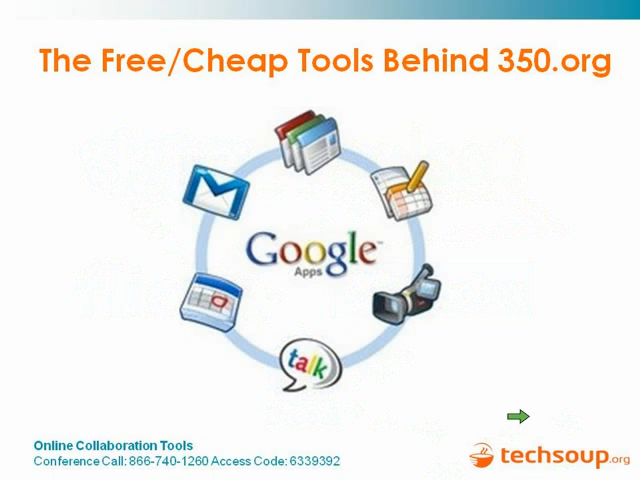 The Free/Cheap Tools Behind 350.org
Google™
Apps
talk
Online Collaboration Tools
Conference Call: 866-740-1260 Access Code: 6339392
techsoup.org